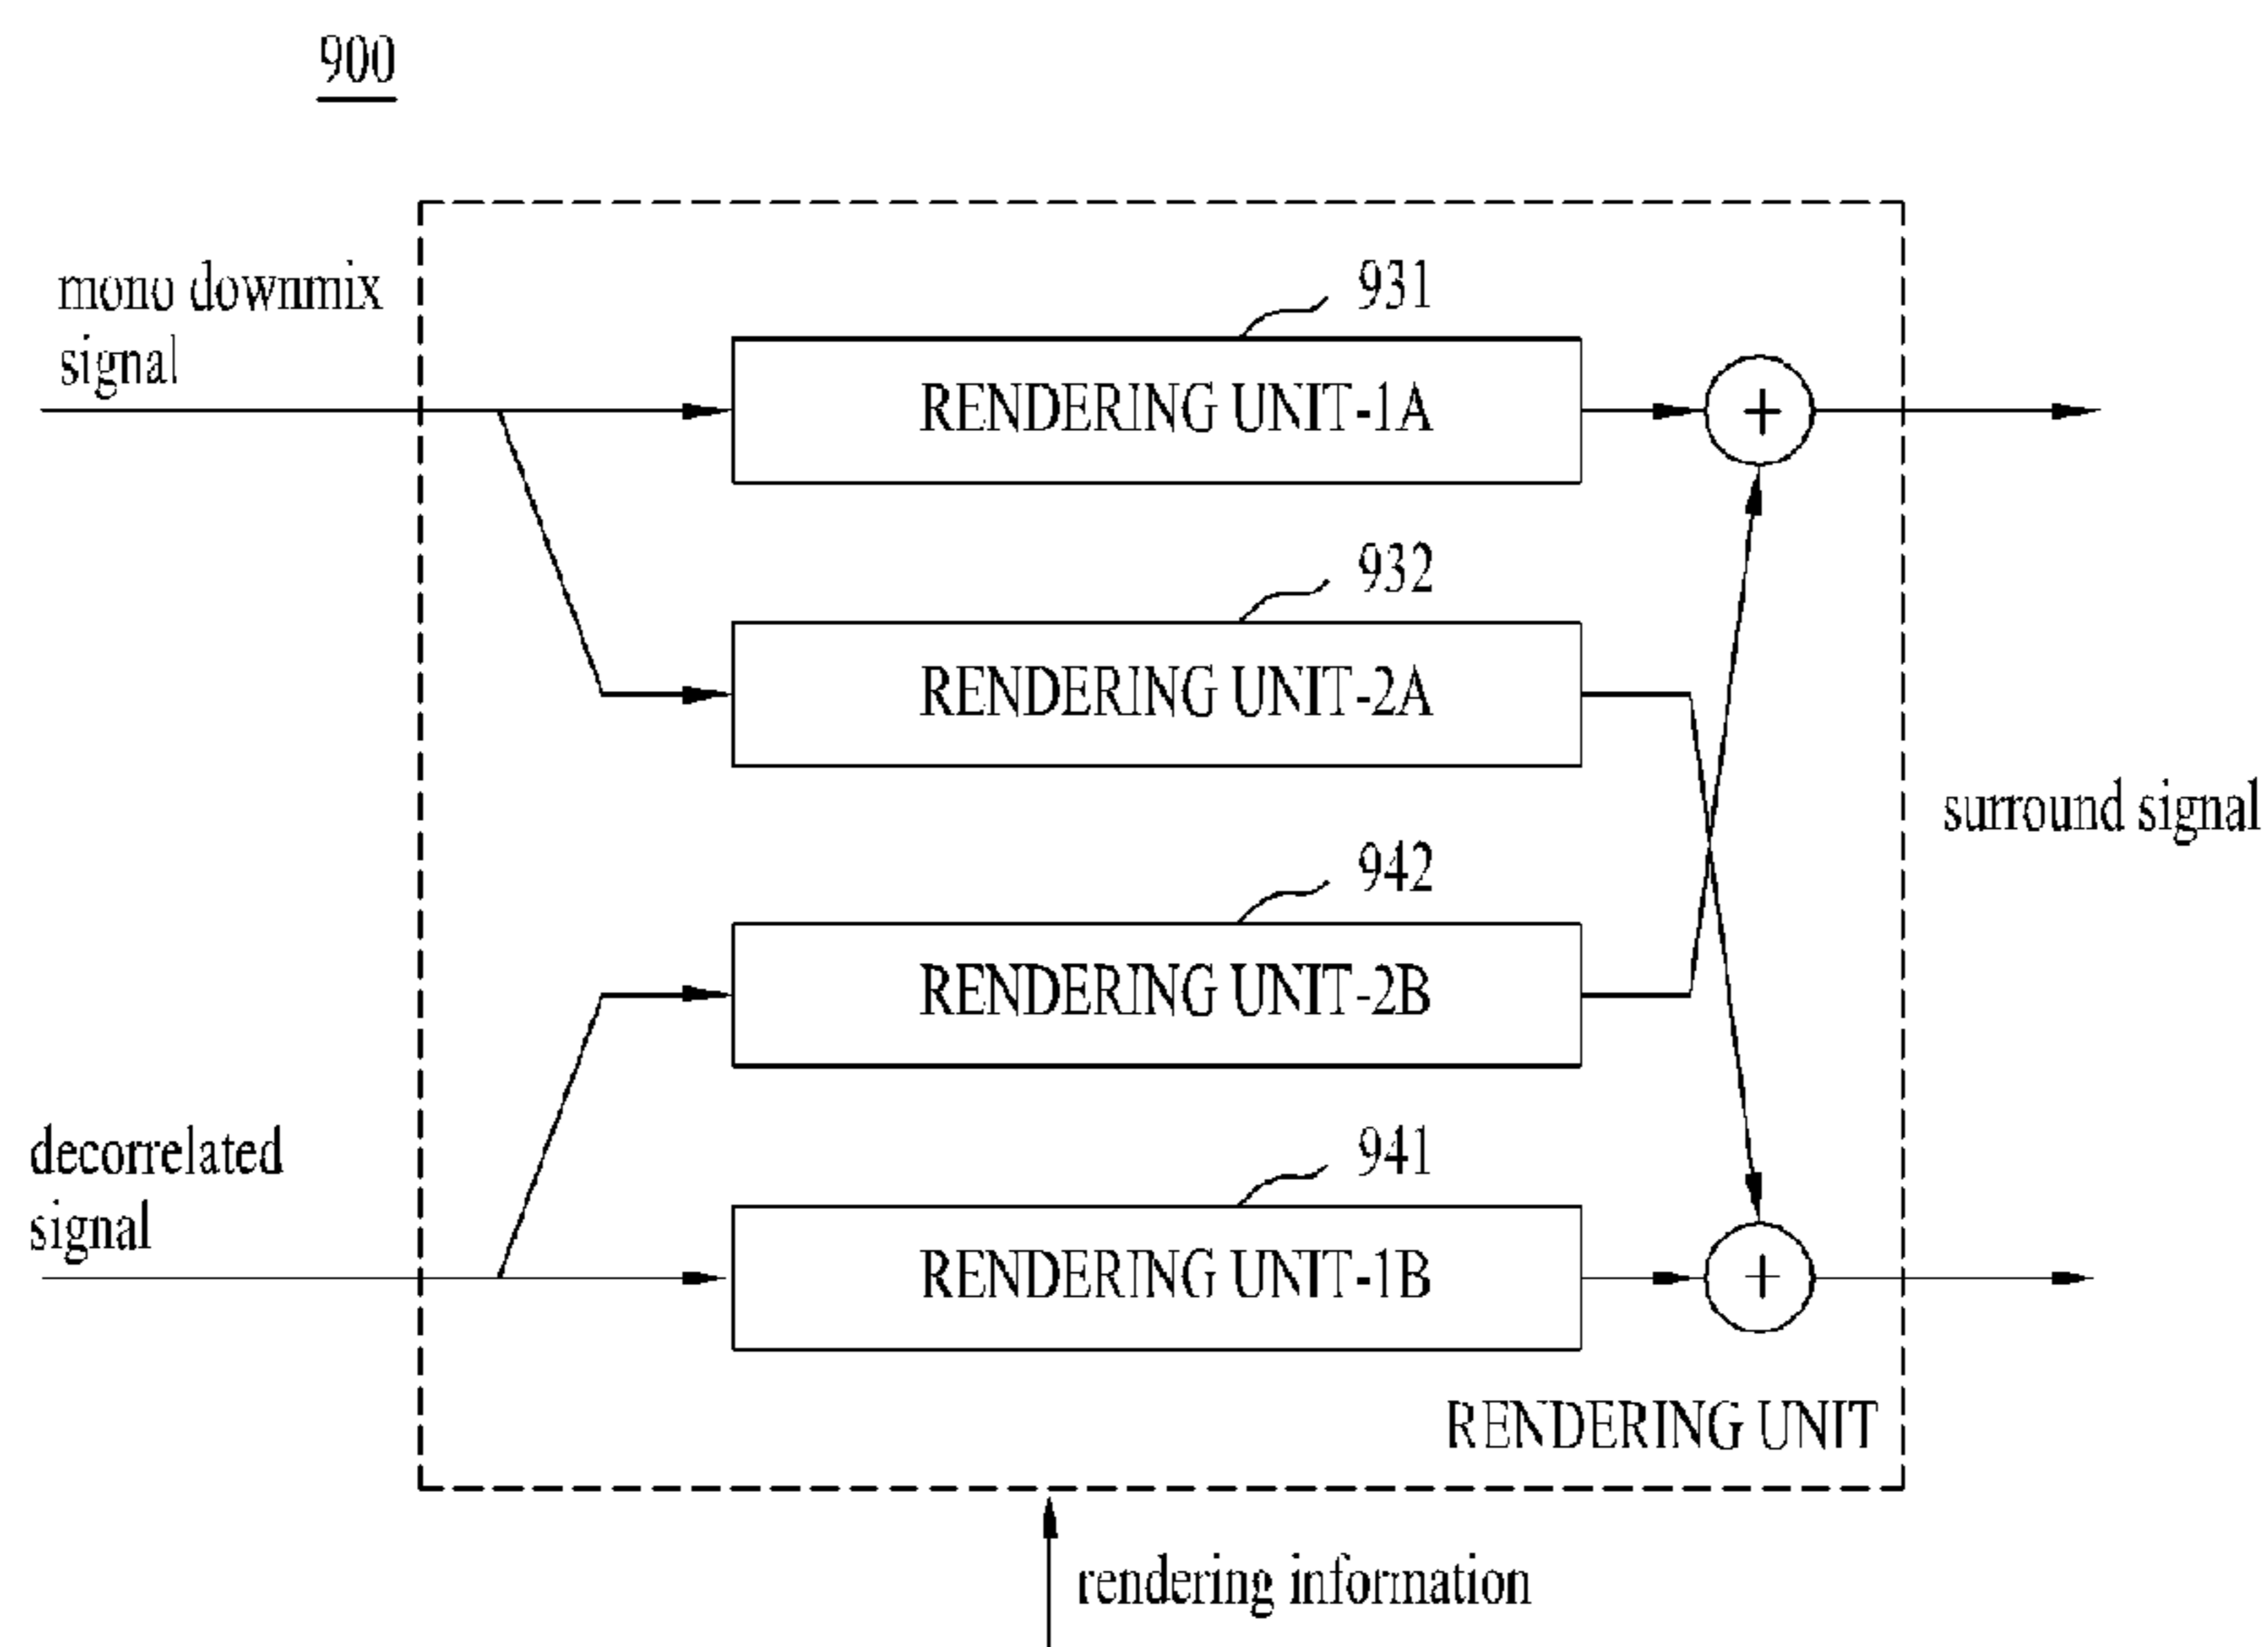 900
mono downmix
signal
931
RENDERING UNIT-1A
+
932
RENDERING UNIT-2A
surround signal
942
RENDERING UNIT-2B
decorrelated
signal
941
RENDERING UNIT-1B
+
RENDERING UNIT
rendering information